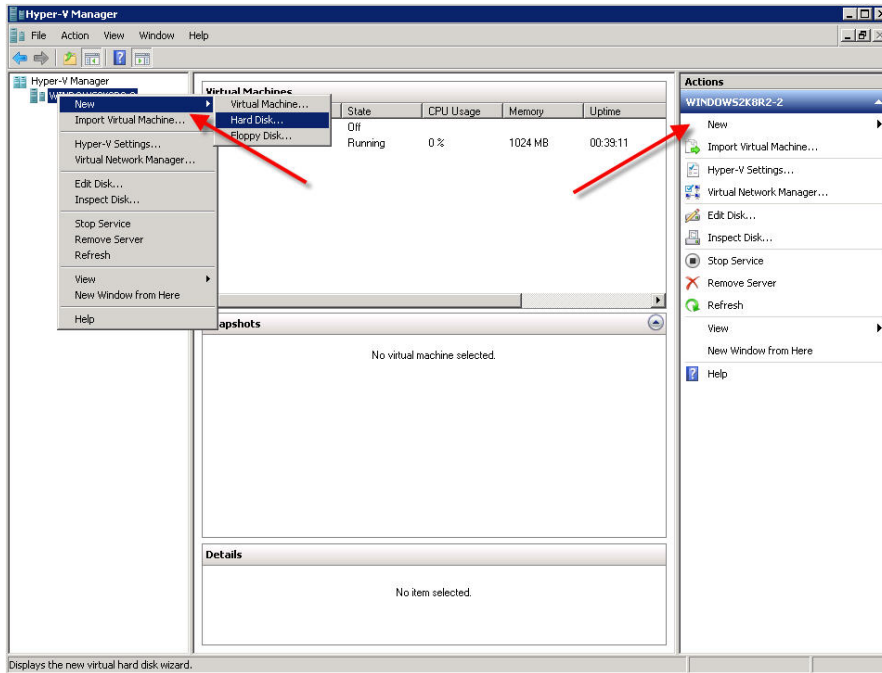 Hyper-V Manager
File Action View Window Help
Hyper-V Manager
Virtual Machines
New
Import Virtual Machine...
Hyper-V Settings...
Virtual Network Manager...
Edit Disk...
Inspect Disk...
Stop Service
Remove Server
Refresh
View
New Window from Here
Help
Virtual Machine...
Hard Disk...
Floppy Disk...
State CPU Usage Memory Uptime
Off
Running 0 % 1024 MB 00:39:11
apshots
No virtual machine selected.
Details
No item selected.
Actions
WINDOWS2K8R2-2
New
Import Virtual Machine...
Hyper-V Settings...
Virtual Network Manager...
Edit Disk...
Inspect Disk...
Stop Service
Remove Server
Refresh
View
New Window from Here
Help
Displays the new virtual hard disk wizard.